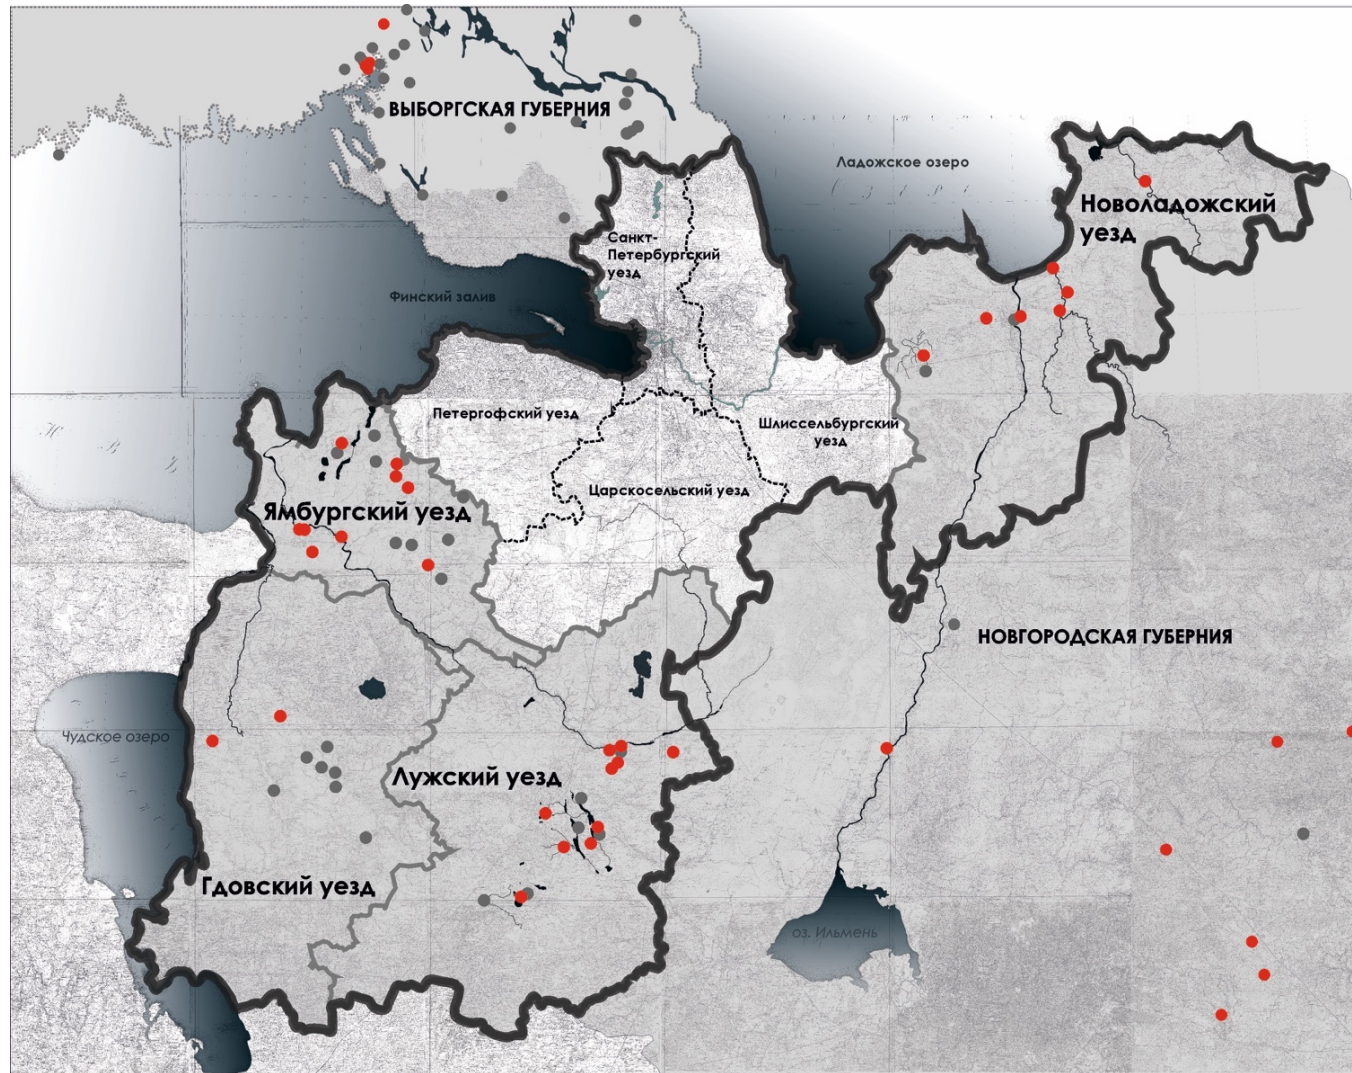 ВЫБОРГСКАЯ ГУБЕРНИЯ
Ладожское озеро
Новоладожский
уезд
Санкт-
Петербургский
уезд
Финский залив
Петергофский уезд
Шлиссельбургский
уезд
Царскосельский уезд
Ямбургский уезд
НОВГОРОДСКАЯ ГУБЕРНИЯ
Чудское озеро
Лужский уезд
Гдовский уезд
оз. Ильмень